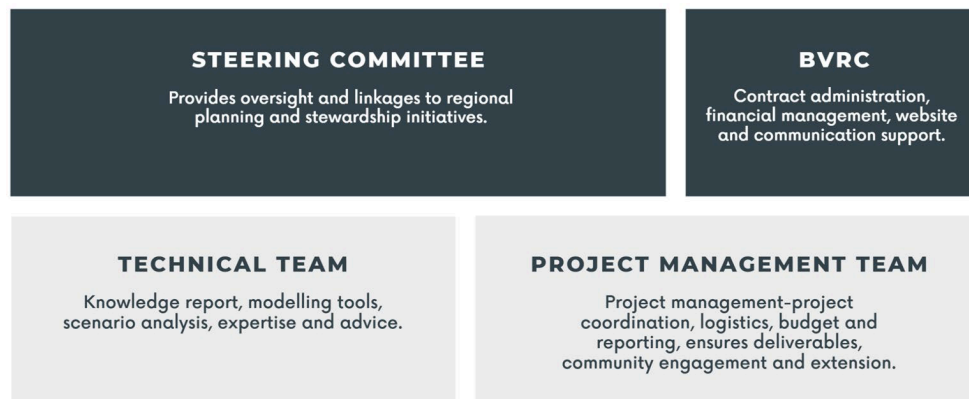 STEERING COMMITTEE
Provides oversight and linkages to regional
planning and stewardship initiatives.
BVRC
Contract administration,
financial management, website
and communication support.
TECHNICAL TEAM
Knowledge report, modelling tools,
scenario analysis, expertise and advice.
PROJECT MANAGEMENT TEAM
Project management-project
coordination, logistics, budget and
reporting, ensures deliverables,
community engagement and extension.